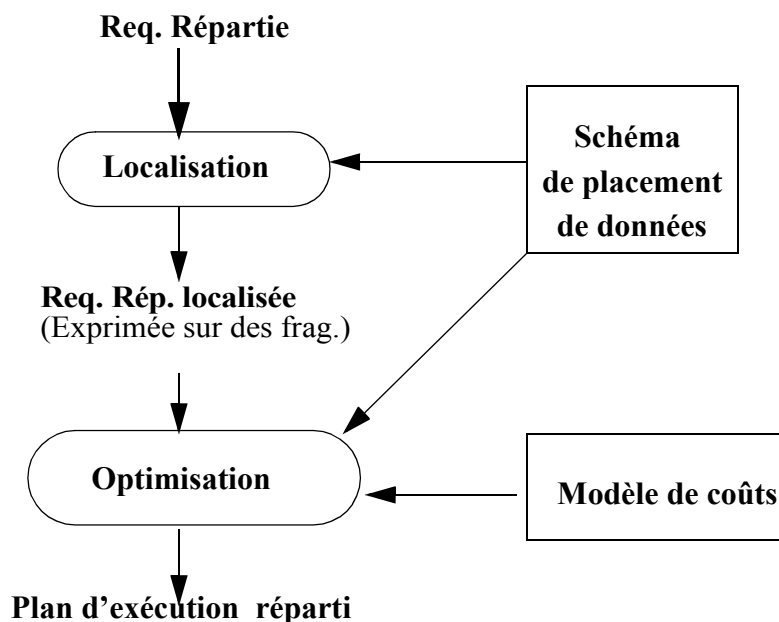 Req. Répartie
Localisation
Schéma
de placement
de données
Req. Rép. localisée
(Exprimée sur des frag.)
Optimisation
Modèle de coûts
Plan d’exécution réparti